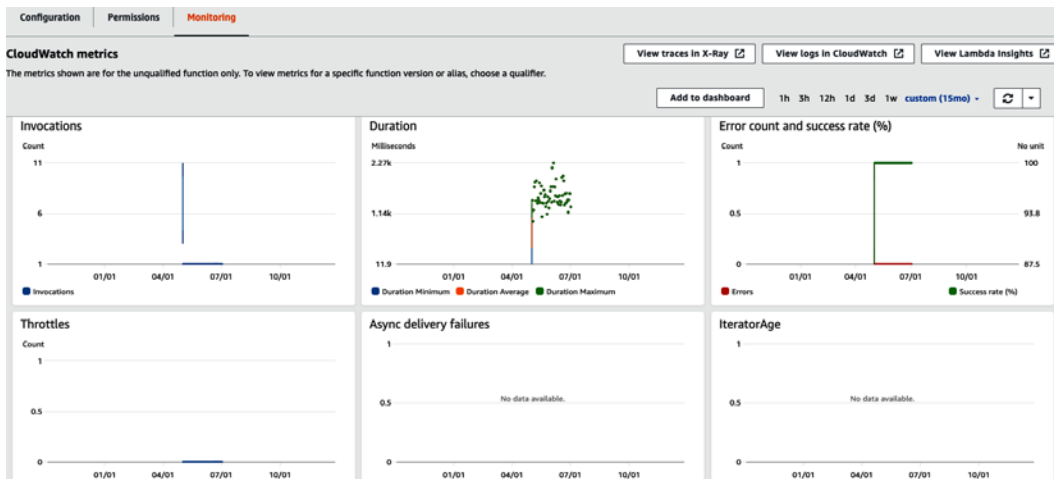 Configuration Permissions Monitoring
CloudWatch metrics
View traces in X-Ray View logs in CloudWatch View Lambda Insights
The metrics shown are for the unqualified function only. To view metrics for a specific function version or alias, choose a qualifier.
Add to dashboard 1h 3h 12h 1d 3d 1w custom (15mo)
Invocations
Count
11
6
1
01/01 04/01 07/01 10/01
Invocations
Duration
Milliseconds
2.27k
1.14k
11.9
01/01 04/01 07/01 10/01
Duration Minimum Duration Average Duration Maximum
Error count and success rate (%)
Count No unit
1 100
0.5 93.8
0 87.5
01/01 04/01 07/01 10/01
Errors Success rate (%)
Throttles
Count
1
0.5
0
01/01 04/01 07/01 10/01
Async delivery failures
1
0.5
No data available.
0
01/01 04/01 07/01 10/01
IteratorAge
1
0.5
No data available.
0
01/01 04/01 07/01 10/01